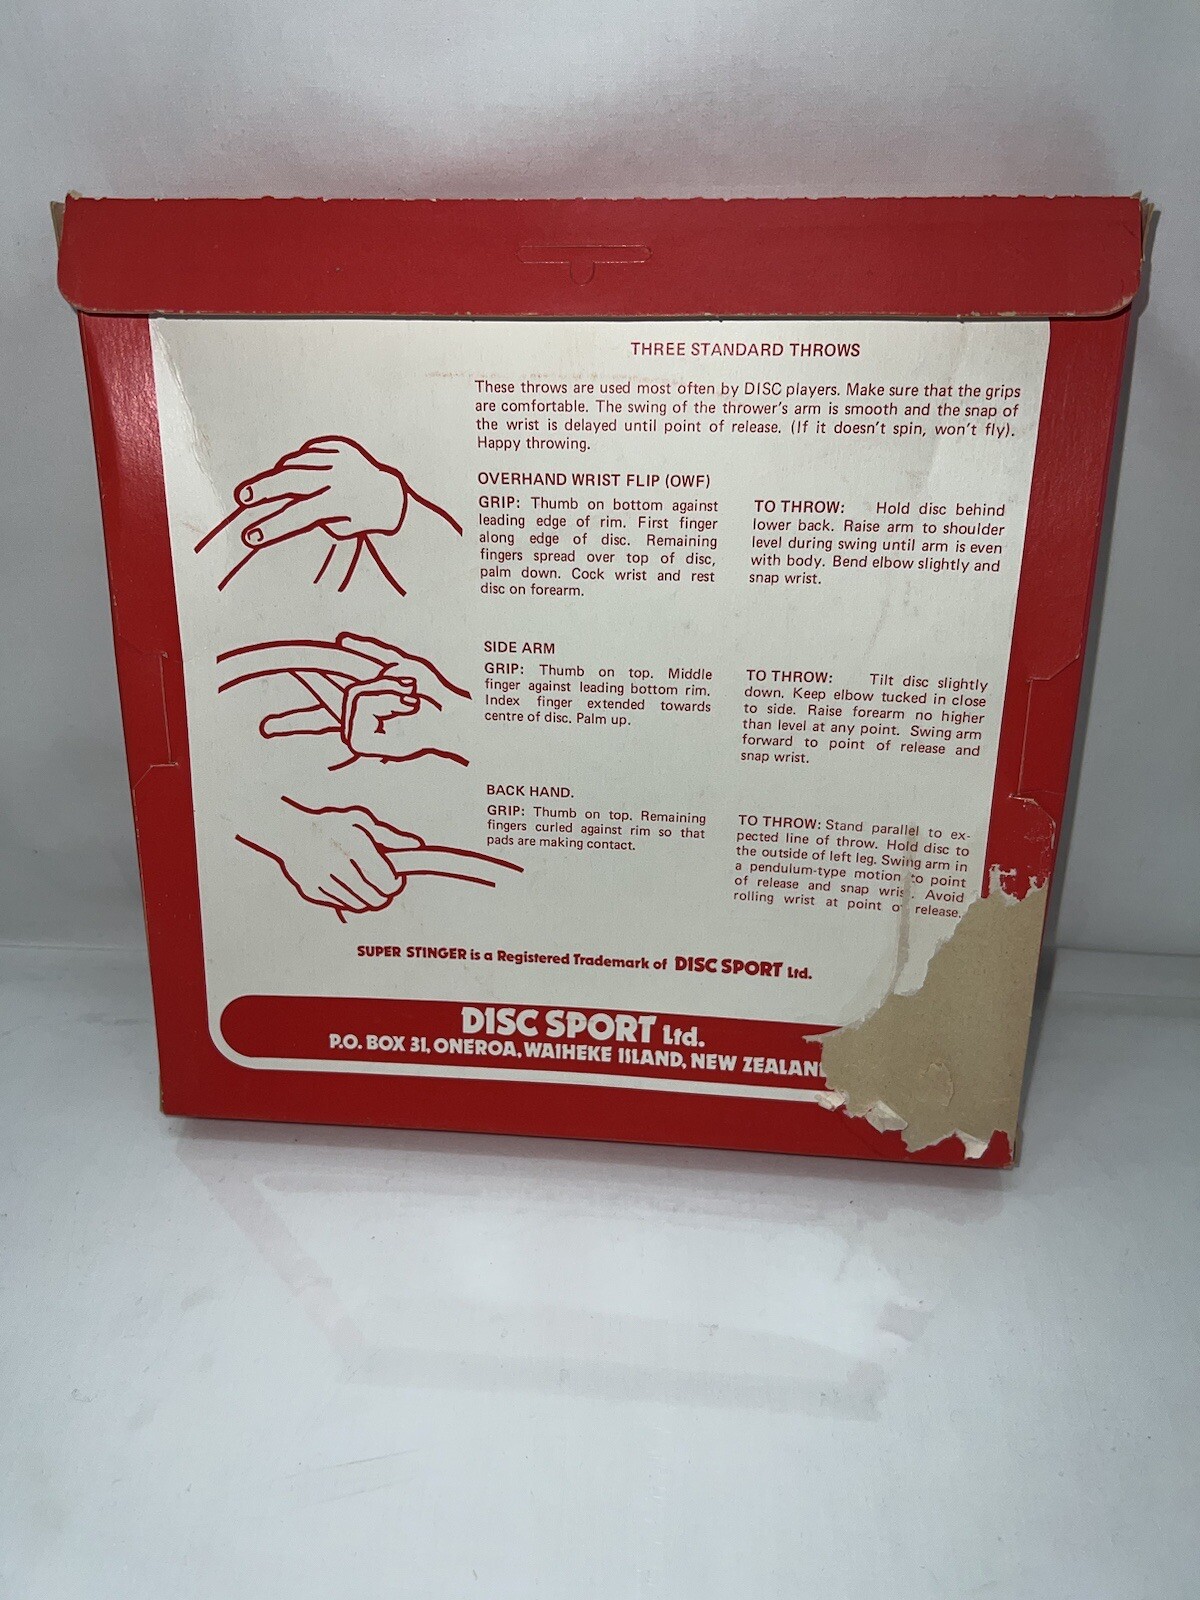 THREE STANDARD THROWS
These throws are used most often by DISC players. Make sure that the grips
are comfortable. The swing of the thrower's arm is smooth and the snap of
the wrist is delayed until point of release. (If it doesn't spin, won't fly).
Happy throwing.
OVERHAND WRIST FLIP (OWF)
GRIP: Thumb on bottom against
leading edge of rim. First finger
along edge of disc. Remaining
fingers spread over top of disc,
palm down. Cock wrist and rest
disc on forearm.
TO THROW: Hold disc behind
lower back. Raise arm to shoulder
level during swing until arm is even
with body. Bend elbow slightly and
snap wrist.
SIDE ARM
GRIP: Thumb on top. Middle
finger against leading bottom rim.
Index finger extended towards
centre of disc. Palm up.
TO THROW: Tilt disc slightly
down. Keep elbow tucked in close
to side. Raise forearm no higher
than level at any point. Swing arm
forward to point of release and
snap wrist.
BACK HAND.
GRIP: Thumb on top. Remaining
fingers curled against rim so that
pads are making contact.
TO THROW: Stand parallel to ex-
pected line of throw. Hold disc to
the outside of left leg. Swing arm in
a pendulum-type motion to point
of release and snap wris . Avoid
rolling wrist at point o release.
SUPER STINGER is a Registered Trademark of DISC SPORT Ltd.
DISC SPORT Ltd.
P.O. BOX 31, ONEROA, WAIHEKE ISLAND, NEW ZEALAN